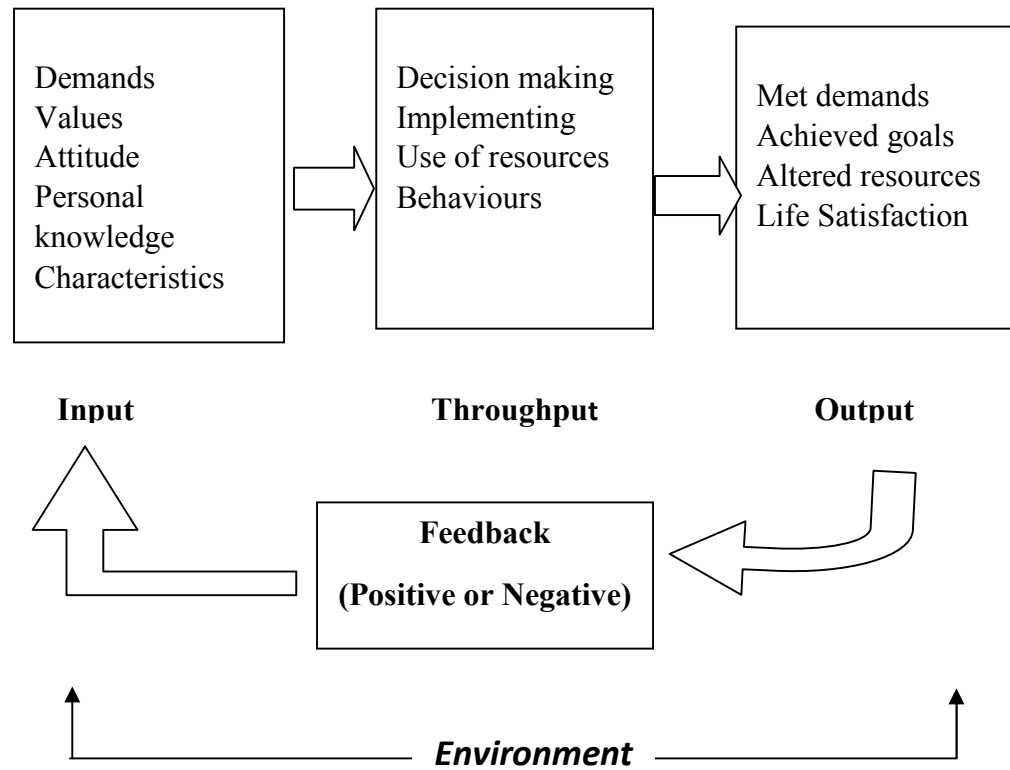 Demands
Values
Attitude
Personal
knowledge
Characteristics
Decision making
Implementing
Use of resources
Behaviours
Met demands
Achieved goals
Altered resources
Life Satisfaction
Input
Throughput
Output
Feedback
(Positive or Negative)
Environment